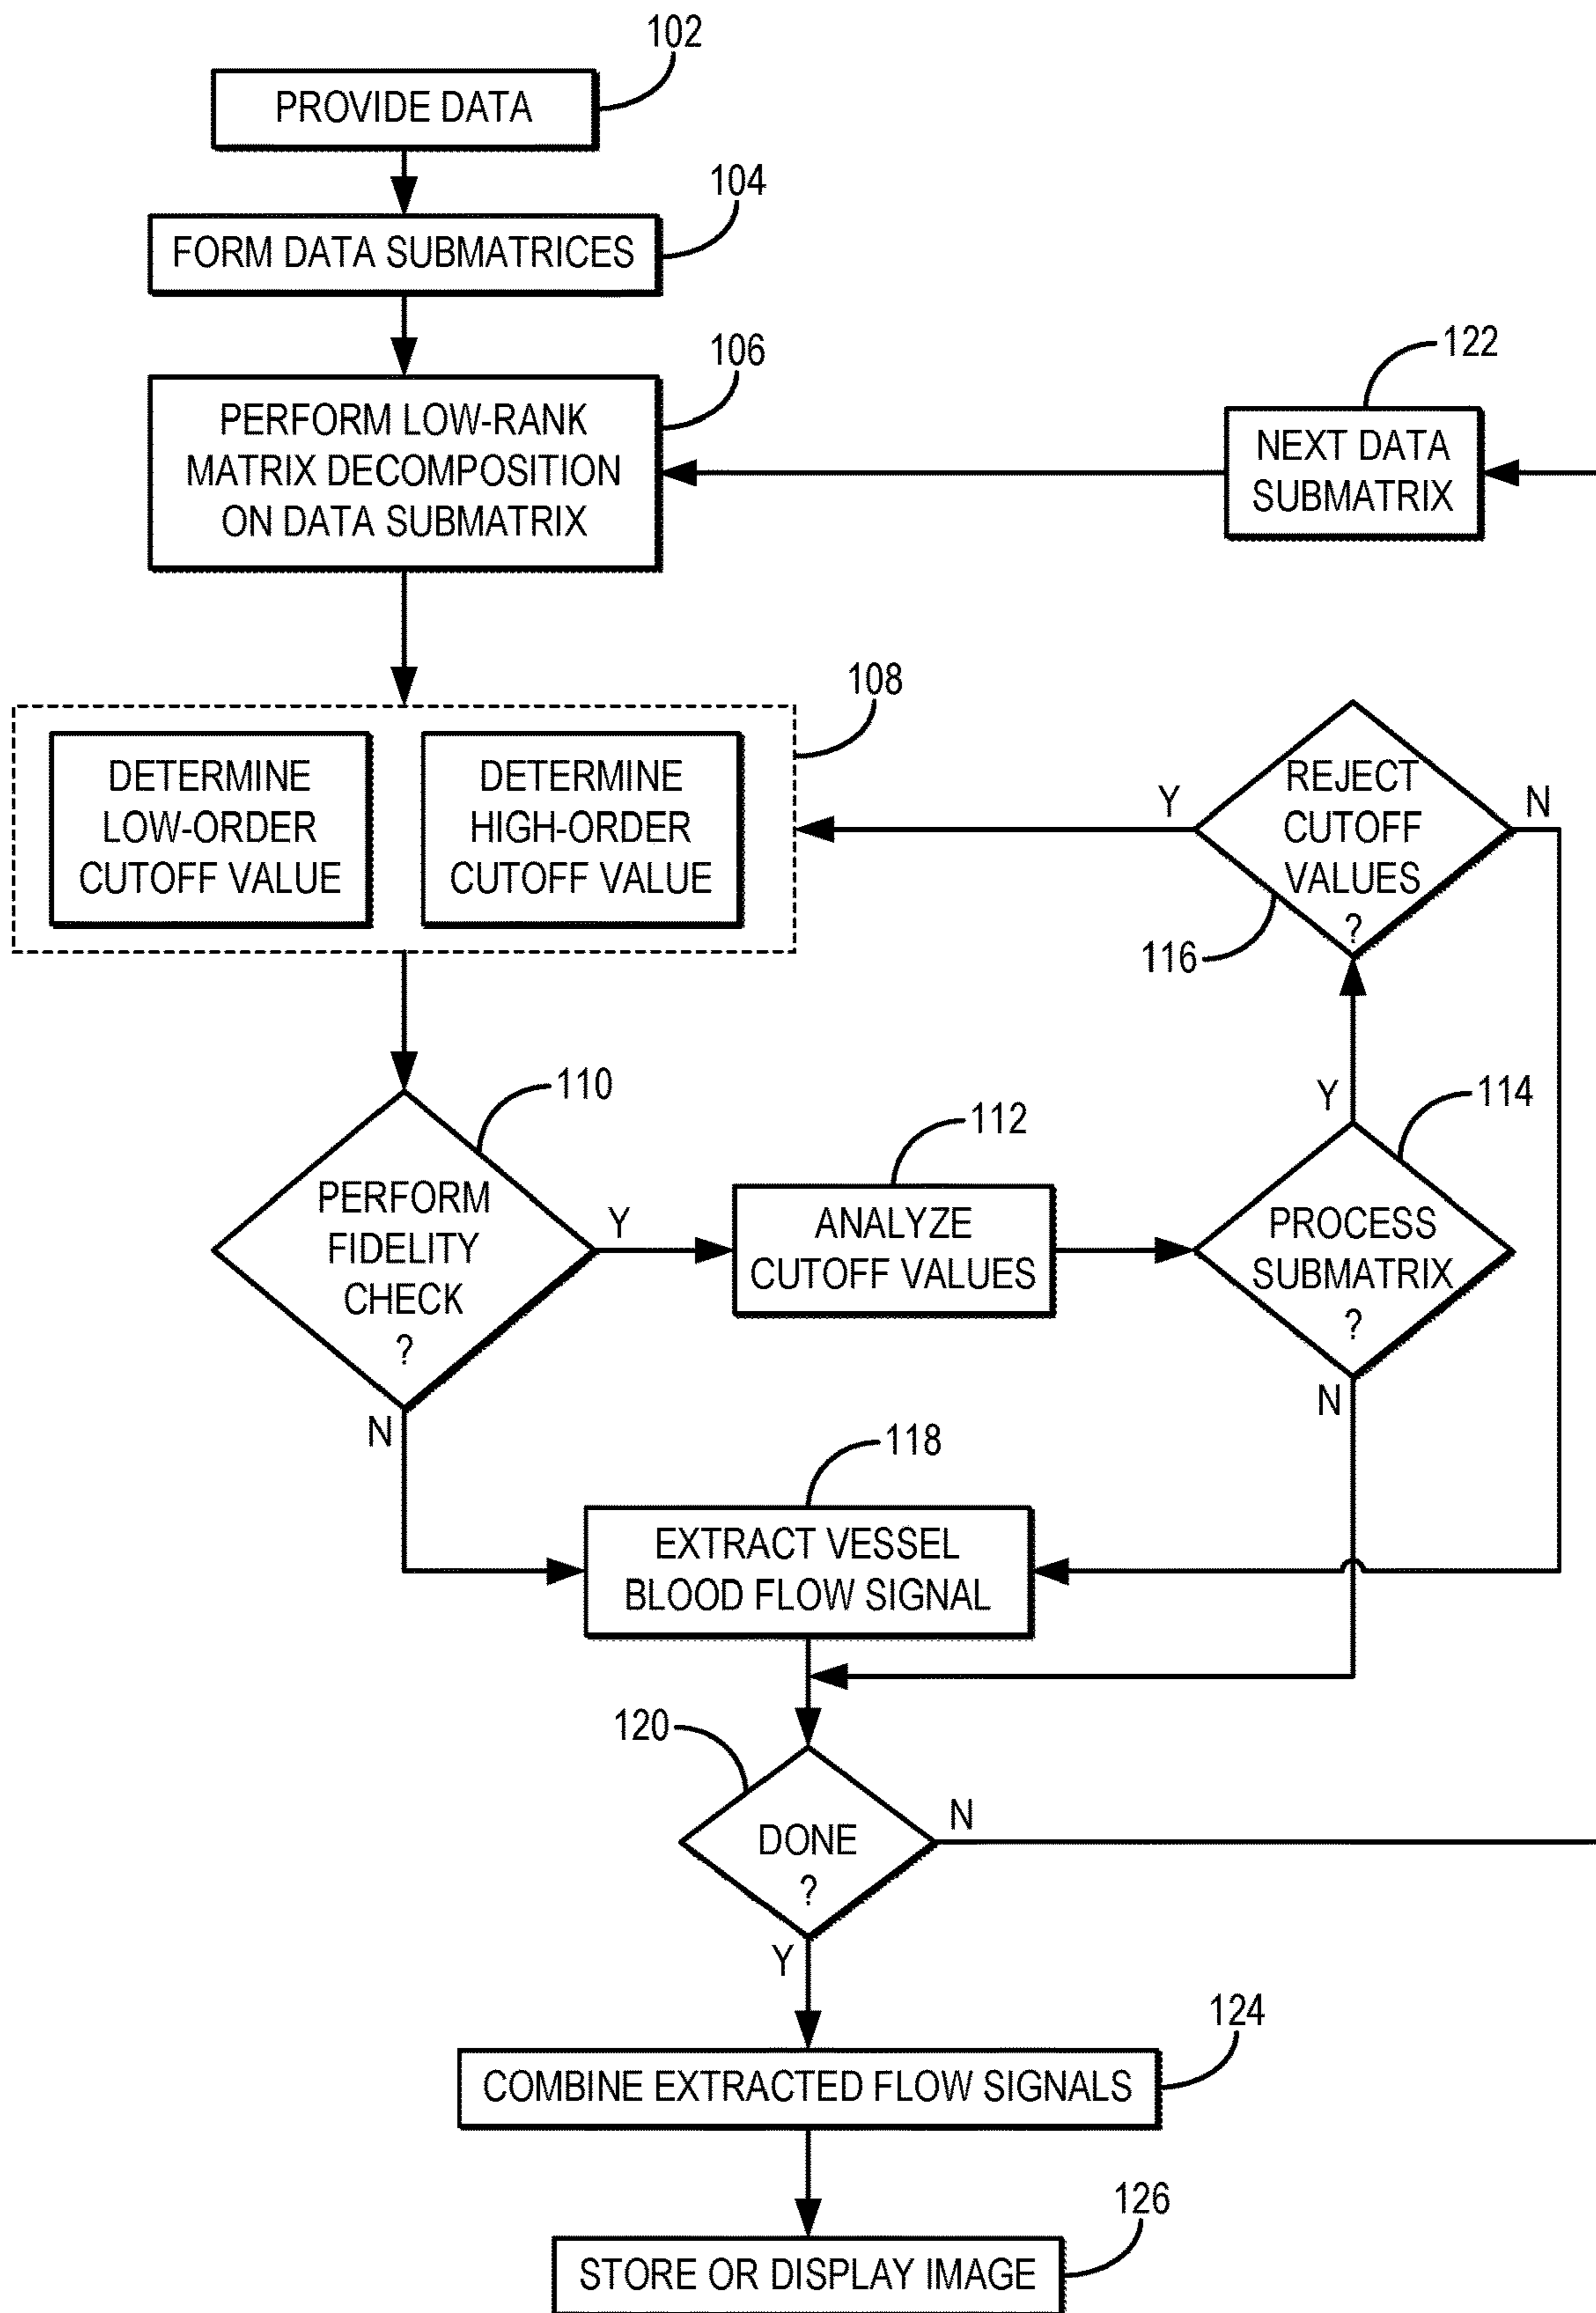 102
PROVIDE DATA
104
FORM DATA SUBMATRICES
106
PERFORM LOW-RANK
MATRIX DECOMPOSITION
ON DATA SUBMATRIX
122
NEXT DATA
SUBMATRIX
108
DETERMINE
LOW-ORDER
CUTOFF VALUE
DETERMINE
HIGH-ORDER
CUTOFF VALUE
Y
REJECT
CUTOFF
VALUES
?
N
116
110
PERFORM
FIDELITY
CHECK
?
Y
N
112
ANALYZE
CUTOFF VALUES
Y
114
PROCESS
SUBMATRIX
?
N
118
EXTRACT VESSEL
BLOOD FLOW SIGNAL
120
DONE
?
N
Y
124
COMBINE EXTRACTED FLOW SIGNALS
126
STORE OR DISPLAY IMAGE